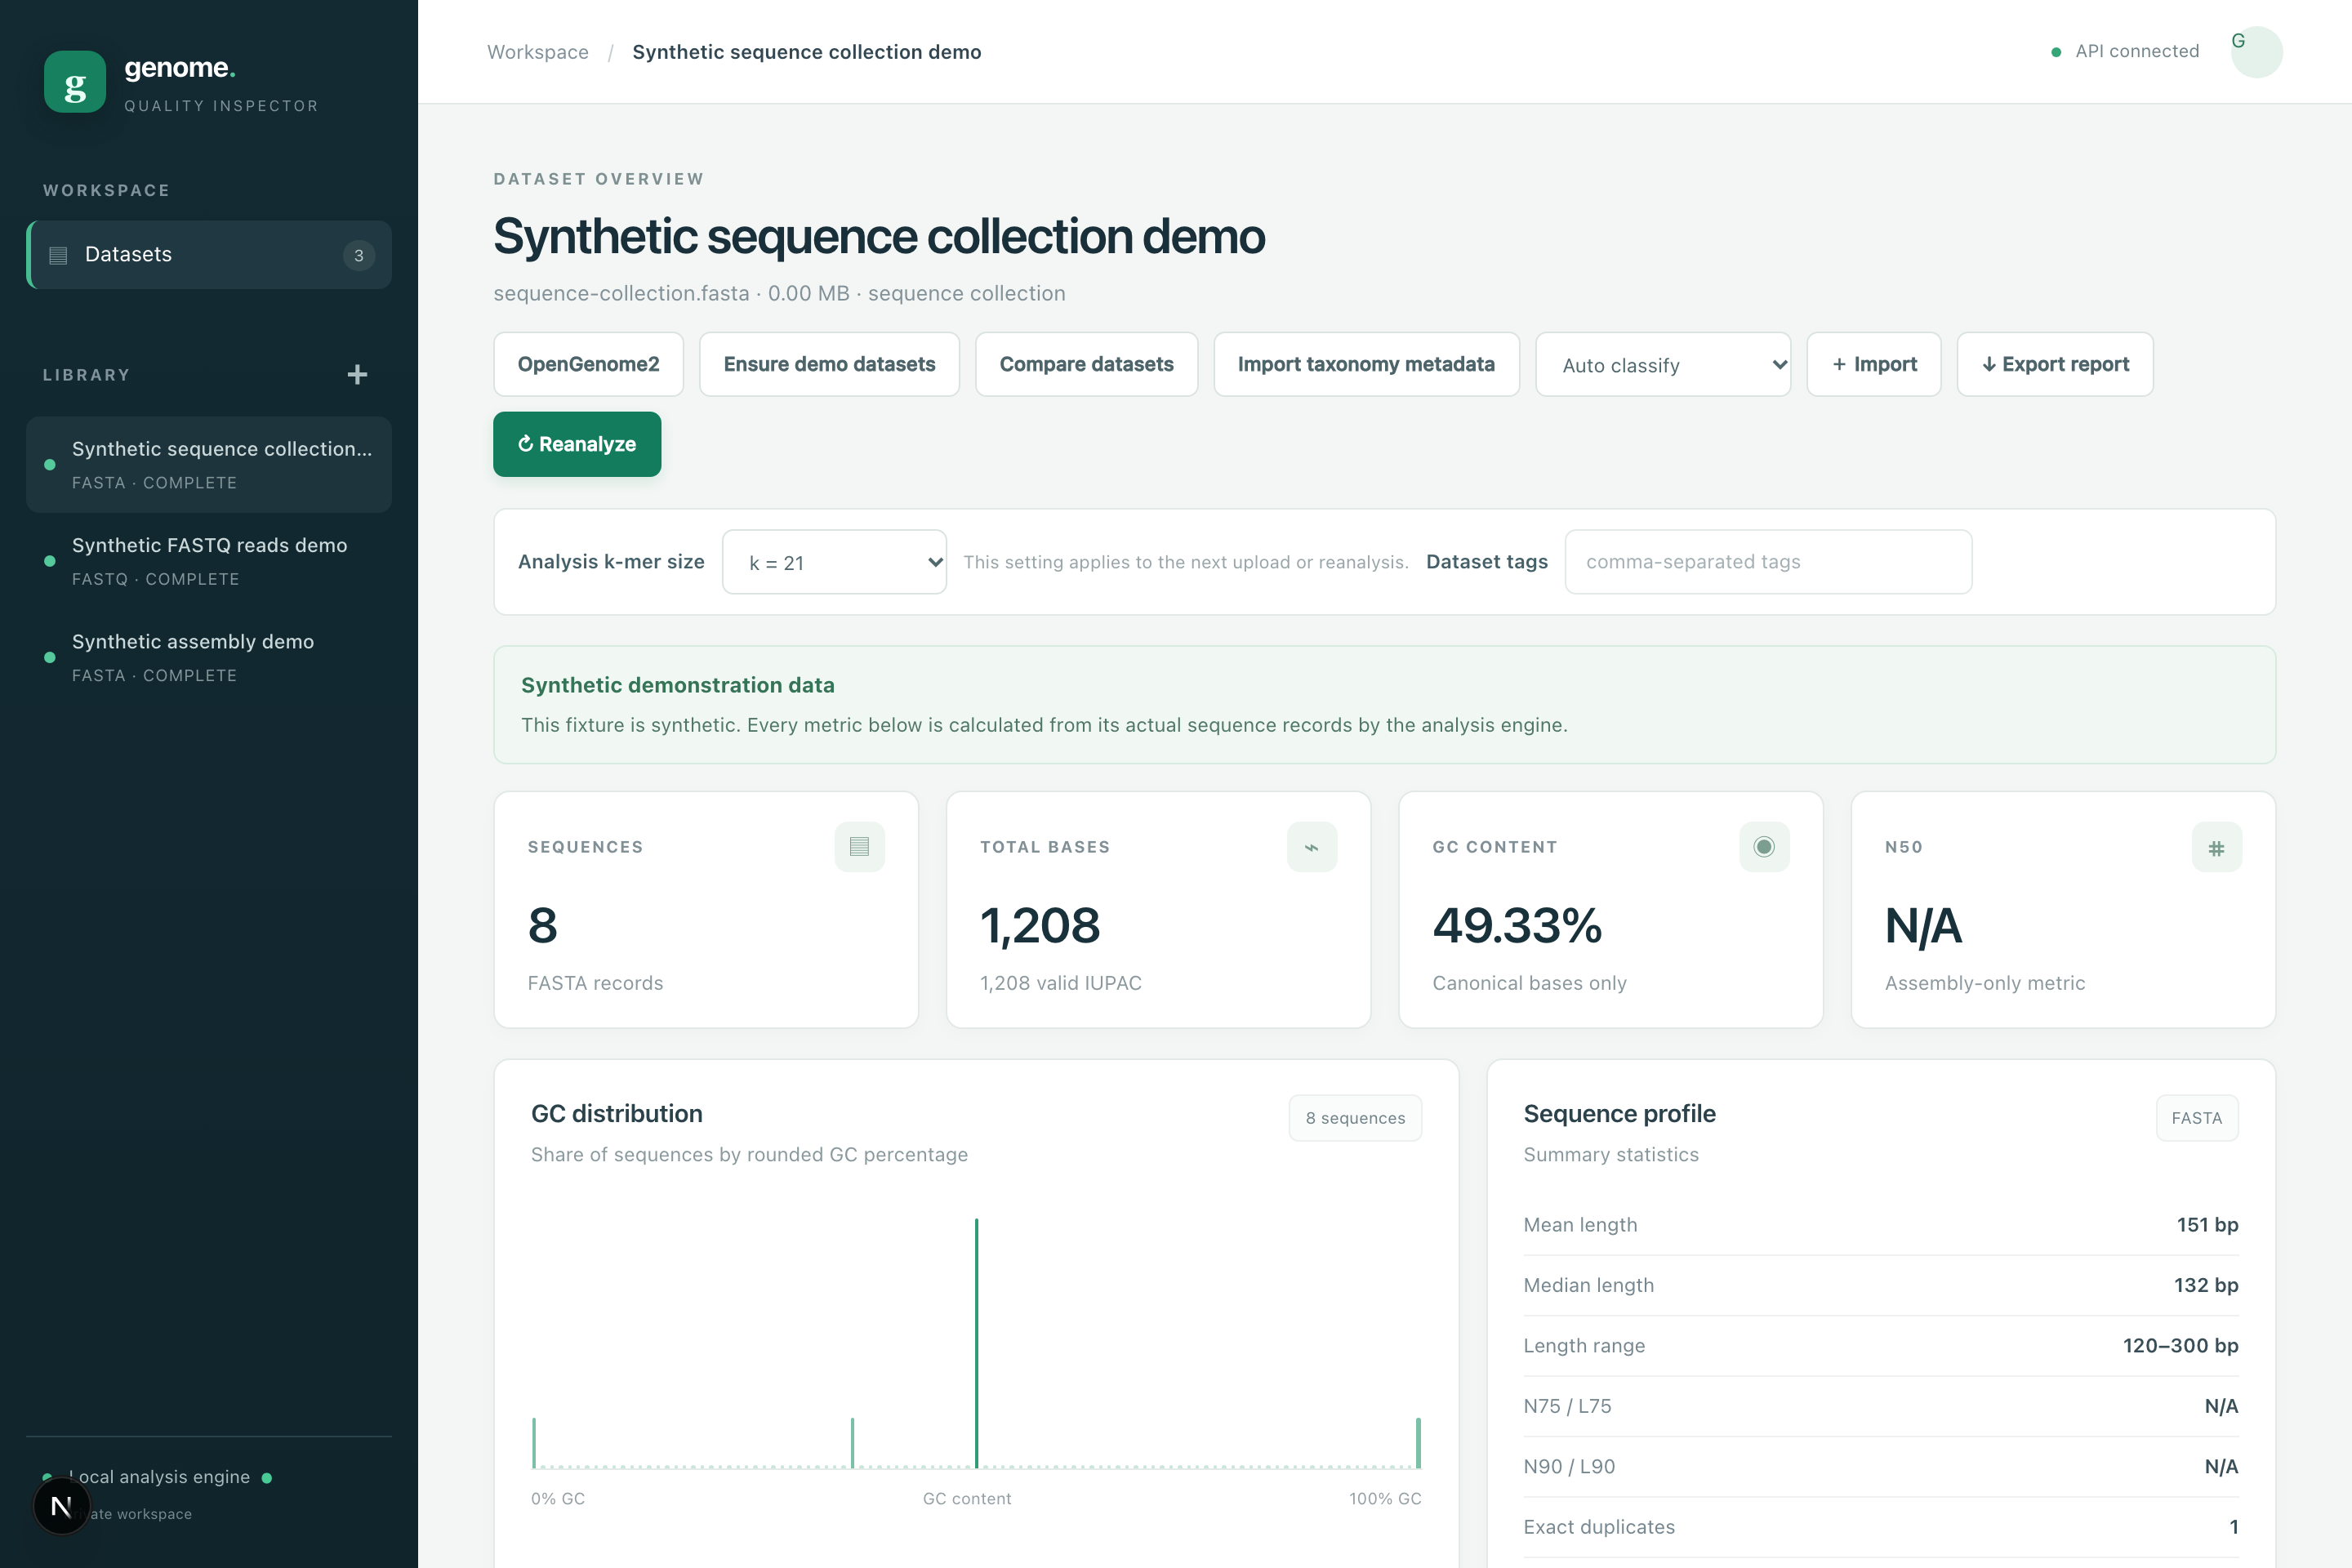 g
genome.
QUALITY INSPECTOR
WORKSPACE
Datasets 3
LIBRARY +
Synthetic sequence collection...
FASTA · COMPLETE
Synthetic FASTQ reads demo
FASTQ · COMPLETE
Synthetic assembly demo
FASTA · COMPLETE
Local analysis engine
N
ate workspace
Workspace / Synthetic sequence collection demo
API connected
G
DATASET OVERVIEW
Synthetic sequence collection demo
sequence-collection.fasta · 0.00 MB · sequence collection
OpenGenome2 Ensure demo datasets Compare datasets Import taxonomy metadata Auto classify + Import ↓ Export report
↻ Reanalyze
Analysis k-mer size k = 21 This setting applies to the next upload or reanalysis. Dataset tags comma-separated tags
Synthetic demonstration data
This fixture is synthetic. Every metric below is calculated from its actual sequence records by the analysis engine.
SEQUENCES
8
FASTA records
TOTAL BASES
1,208
1,208 valid IUPAC
GC CONTENT
49.33%
Canonical bases only
N50 #
N/A
Assembly-only metric
GC distribution 8 sequences
Share of sequences by rounded GC percentage
0% GC GC content 100% GC
Sequence profile FASTA
Summary statistics
Mean length 151 bp
Median length 132 bp
Length range 120–300 bp
N75 / L75 N/A
N90 / L90 N/A
Exact duplicates 1